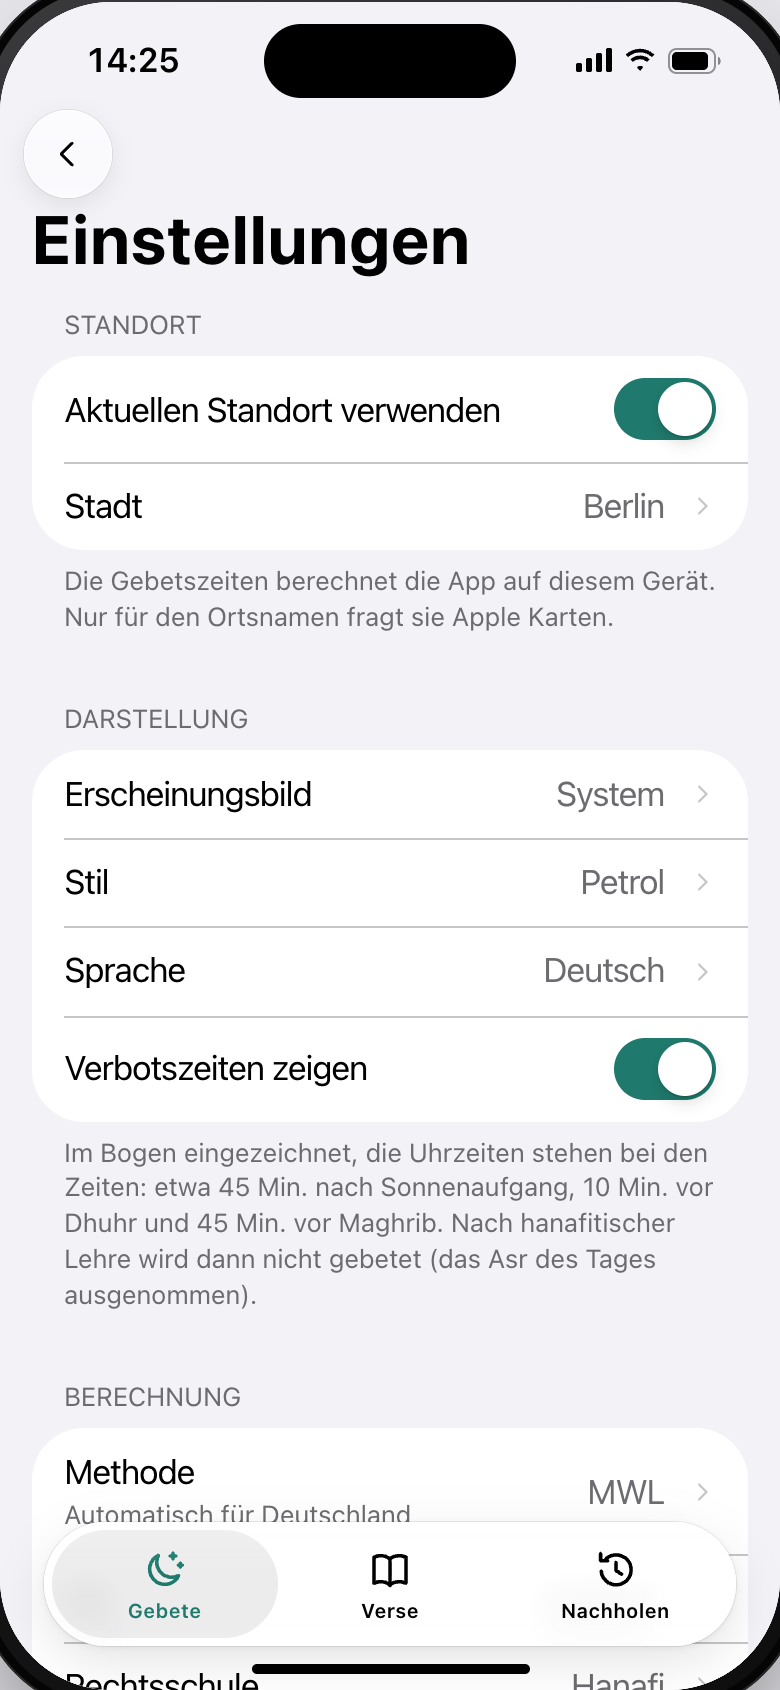 14:25
Einstellungen
STANDORT
Aktuellen Standort verwenden
Stadt Berlin
Die Gebetszeiten berechnet die App auf diesem Gerät.
Nur für den Ortsnamen fragt sie Apple Karten.
DARSTELLUNG
Erscheinungsbild System
Stil Petrol
Sprache Deutsch
Verbotszeiten zeigen
Im Bogen eingezeichnet, die Uhrzeiten stehen bei den
Zeiten: etwa 45 Min. nach Sonnenaufgang, 10 Min. vor
Dhuhr und 45 Min. vor Maghrib. Nach hanafitischer
Lehre wird dann nicht gebetet (das Asr des Tages
ausgenommen).
BERECHNUNG
Methode MWL
Automatisch für Deutschland
Gebete Verse Nachholen
Rechtsschule Hanafi